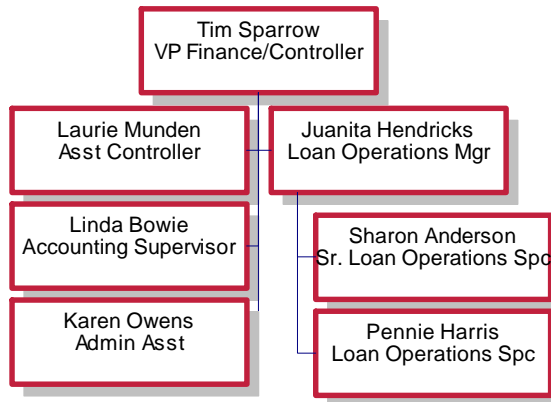 Tim Sparrow
VP Finance/Controller
Laurie Munden
Asst Controller
Juanita Hendricks
Loan Operations Mgr
Linda Bowie
Accounting Supervisor
Sharon Anderson
Sr. Loan Operations Spc
Karen Owens
Admin Asst
Pennie Harris
Loan Operations Spc